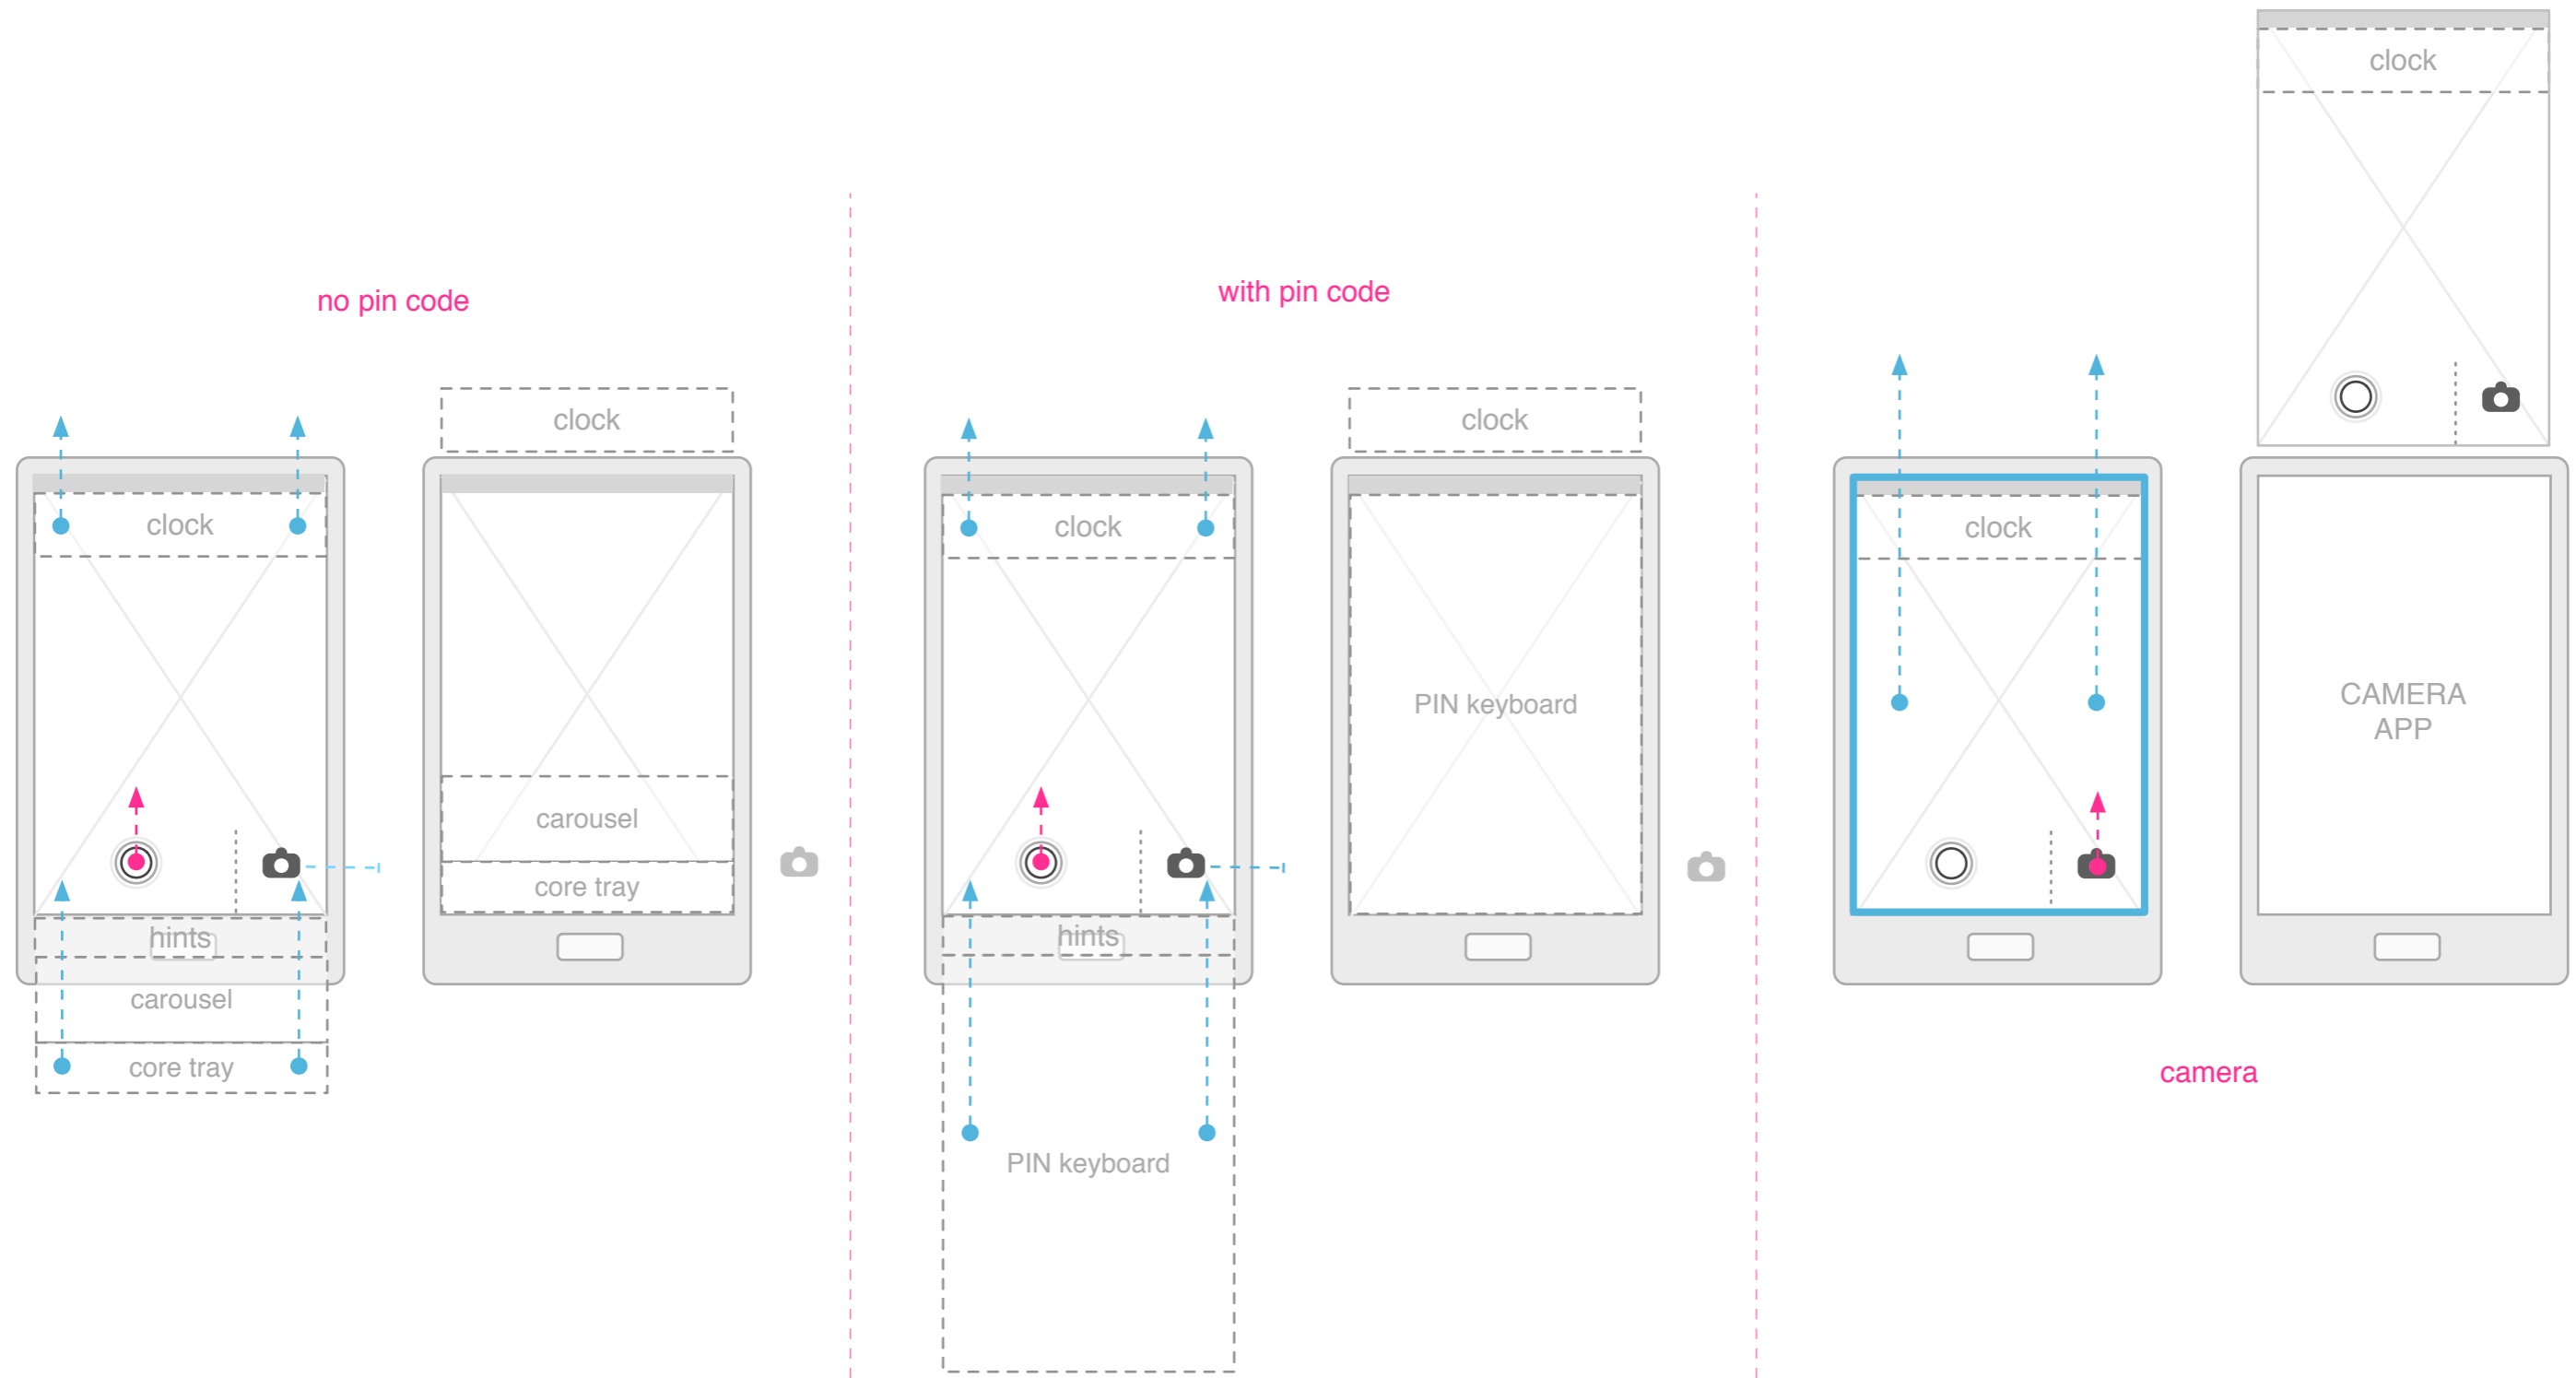 no pin code
clock
clock
hints
carousel
core tray
carousel
core tray
with pin code
clock
clock
hints
PIN keyboard
PIN keyboard
clock
clock
CAMERA
APP
camera